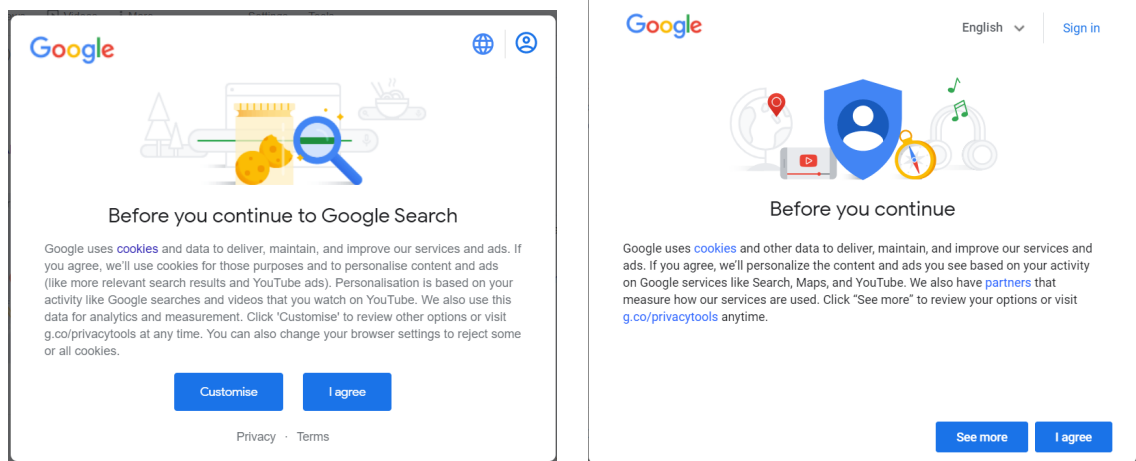 Google
Before you continue to Google Search
Google uses cookies and data to deliver, maintain, and improve our services and ads. If
you agree, we'll use cookies for those purposes and to personalise content and ads
(like more relevant search results and YouTube ads). Personalisation is based on your
activity like Google searches and videos that you watch on YouTube. We also use this
data for analytics and measurement. Click 'Customise' to review other options or visit
g.co/privacytools at any time. You can also change your browser settings to reject some
or all cookies.
Customise
I agree
Privacy · Terms
Google
English
Sign in
Before you continue
Google uses cookies and other data to deliver, maintain, and improve our services and
ads. If you agree, we'll personalize the content and ads you see based on your activity
on Google services like Search, Maps, and YouTube. We also have partners that
measure how our services are used. Click “See more” to review your options or visit
g.co/privacytools anytime.
See more
I agree